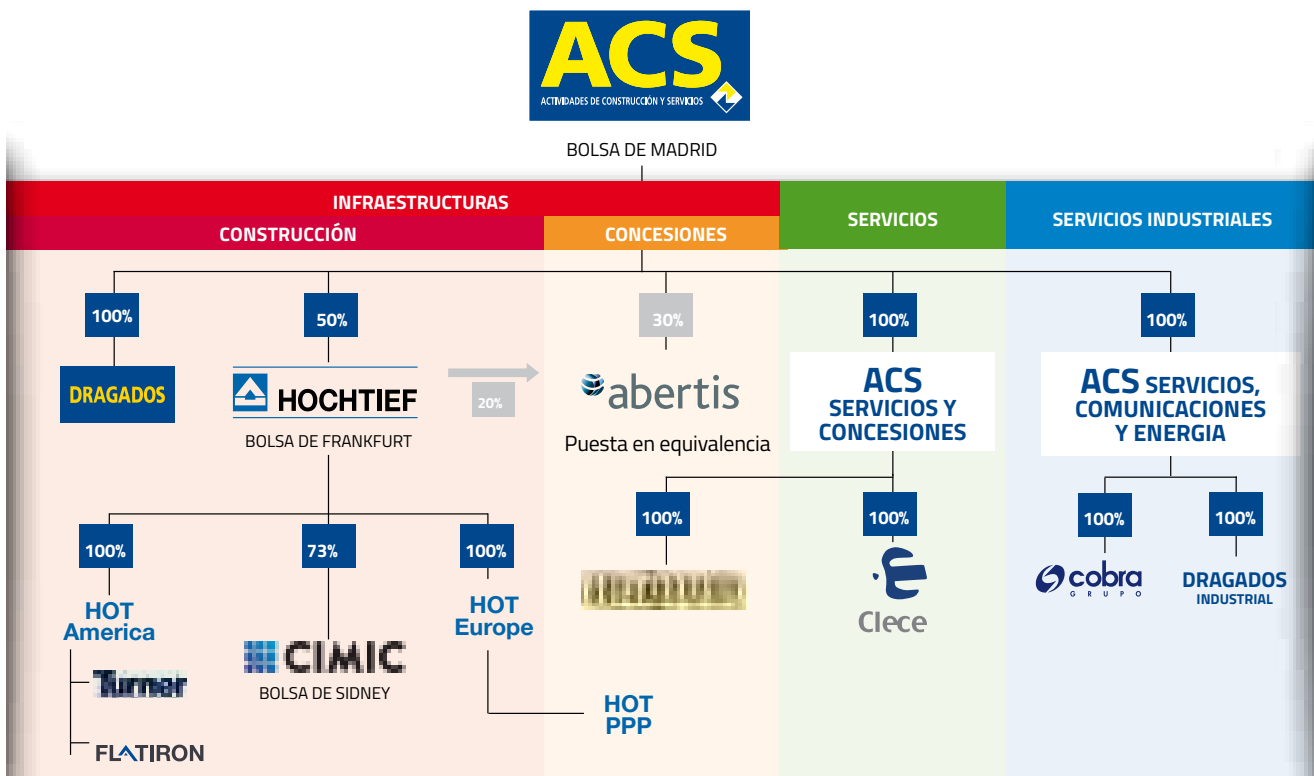 ACS
ACTIVIDADES DE CONSTRUCCIÓN Y SERVICIOS
BOLSA DE MADRID
INFRAESTRUCTURAS
SERVICIOS
SERVICIOS INDUSTRIALES
CONSTRUCCIÓN
CONCESIONES
100%
50%
30%
100%
100%
DRAGADOS
HOCHTIEF
BOLSA DE FRANKFURT
20%
abertis
Puesta en equivalencia
ACS
SERVICIOS Y
CONCESIONES
ACS SERVICIOS,
COMUNICACIONES
Y ENERGIA
100%
73%
100%
100%
100%
100%
100%
HOT
America
CIMIC
BOLSA DE SIDNEY
HOT
Europe
Clece
cobra
GRUPO
DRAGADOS
INDUSTRIAL
Turner
FLATIRON
HOT
PPP